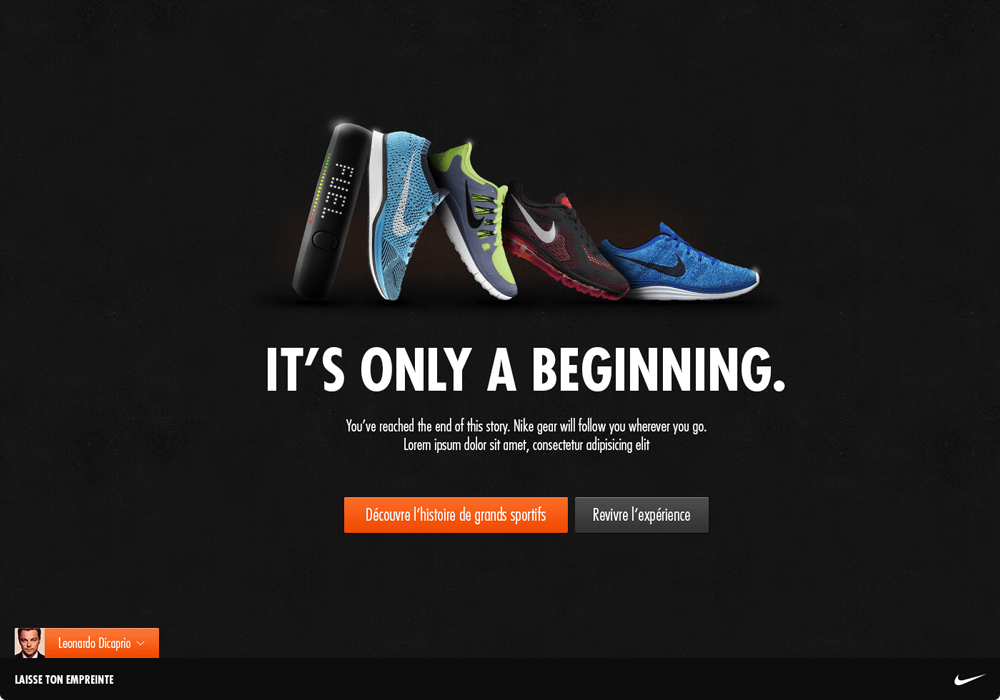 FUEL
IT'S ONLY A BEGINNING.
You've reached the end of this story. Nike gear will follow you wherever you go.
Lorem ipsum dolor sit amet, consectetur adipisicing elit
Découvre l'histoire de grands sportifs
Revivre l'expérience
Leonardo Dicaprio
LAISSE TON EMPREINTE